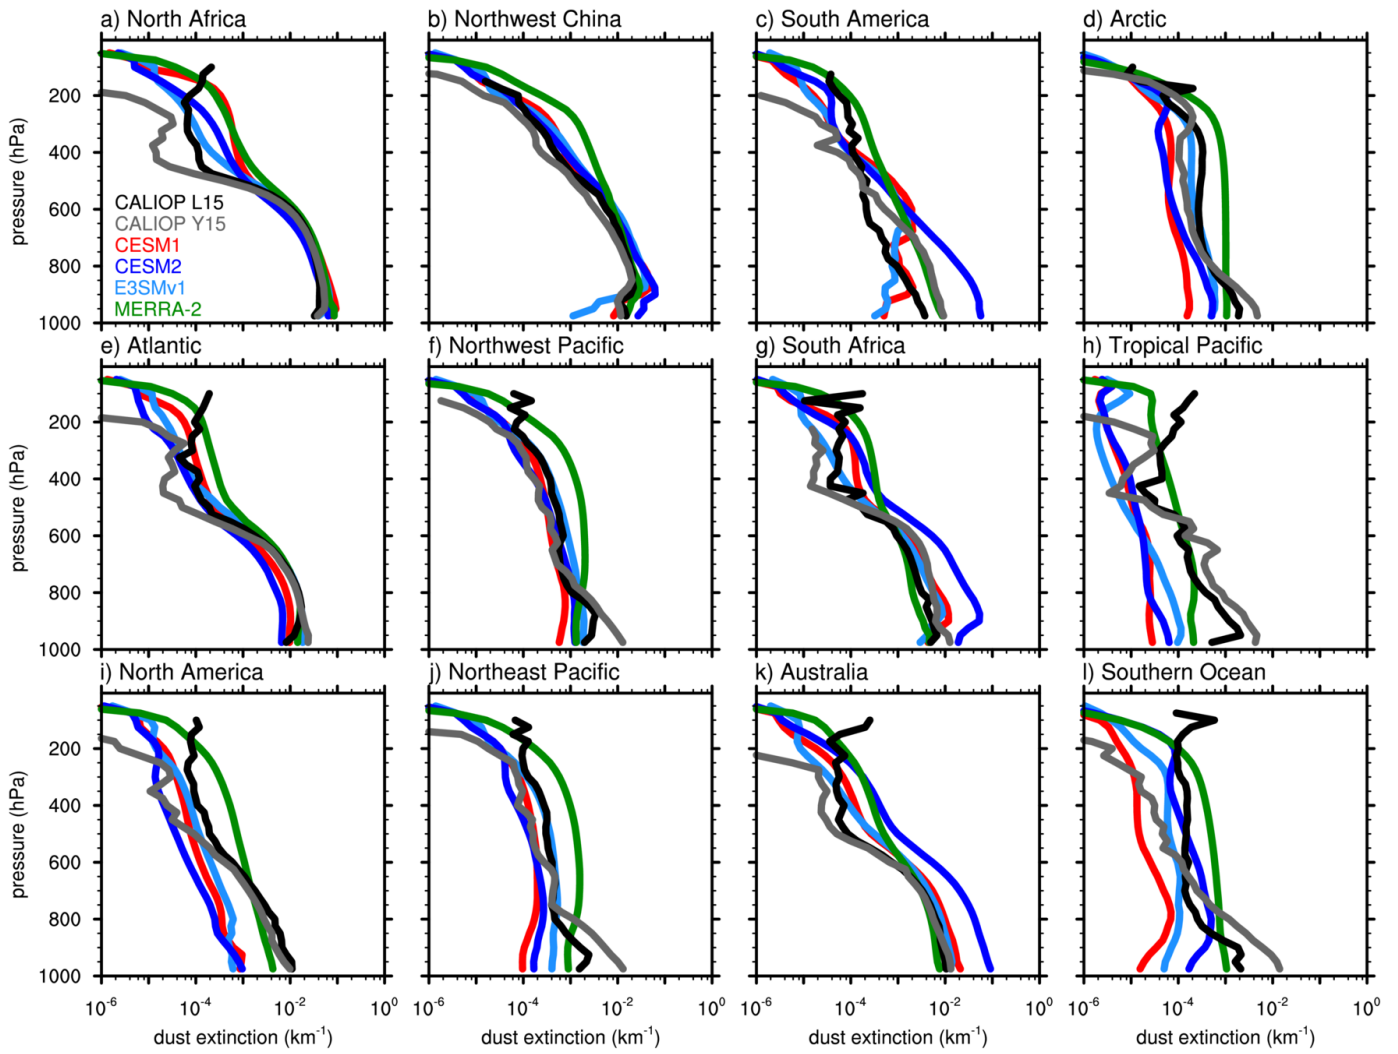 a) North Africa
b) Northwest China
c) South America
d) Arctic
pressure (hPa)
200
400
600
800
1000
CALIOP L15
CALIOP Y15
CESM1
CESM2
E3SMv1
MERRA-2
e) Atlantic
f) Northwest Pacific
g) South Africa
h) Tropical Pacific
pressure (hPa)
200
400
600
800
1000
i) North America
j) Northeast Pacific
k) Australia
l) Southern Ocean
pressure (hPa)
200
400
600
800
1000
10⁻⁶ 10⁻⁴ 10⁻² 10⁰
10⁻⁶ 10⁻⁴ 10⁻² 10⁰
10⁻⁶ 10⁻⁴ 10⁻² 10⁰
10⁻⁶ 10⁻⁴ 10⁻² 10⁰
dust extinction (km⁻¹)
dust extinction (km⁻¹)
dust extinction (km⁻¹)
dust extinction (km⁻¹)